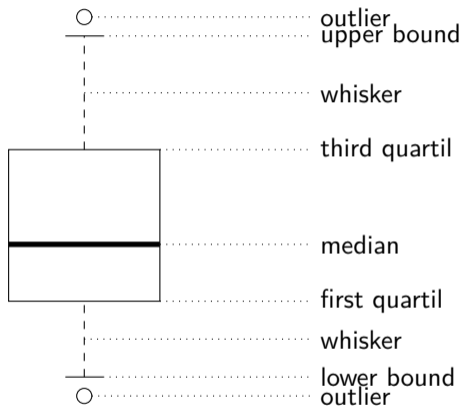 outlier
upper bound
whisker
third quartil
median
first quartil
whisker
lower bound
outlier